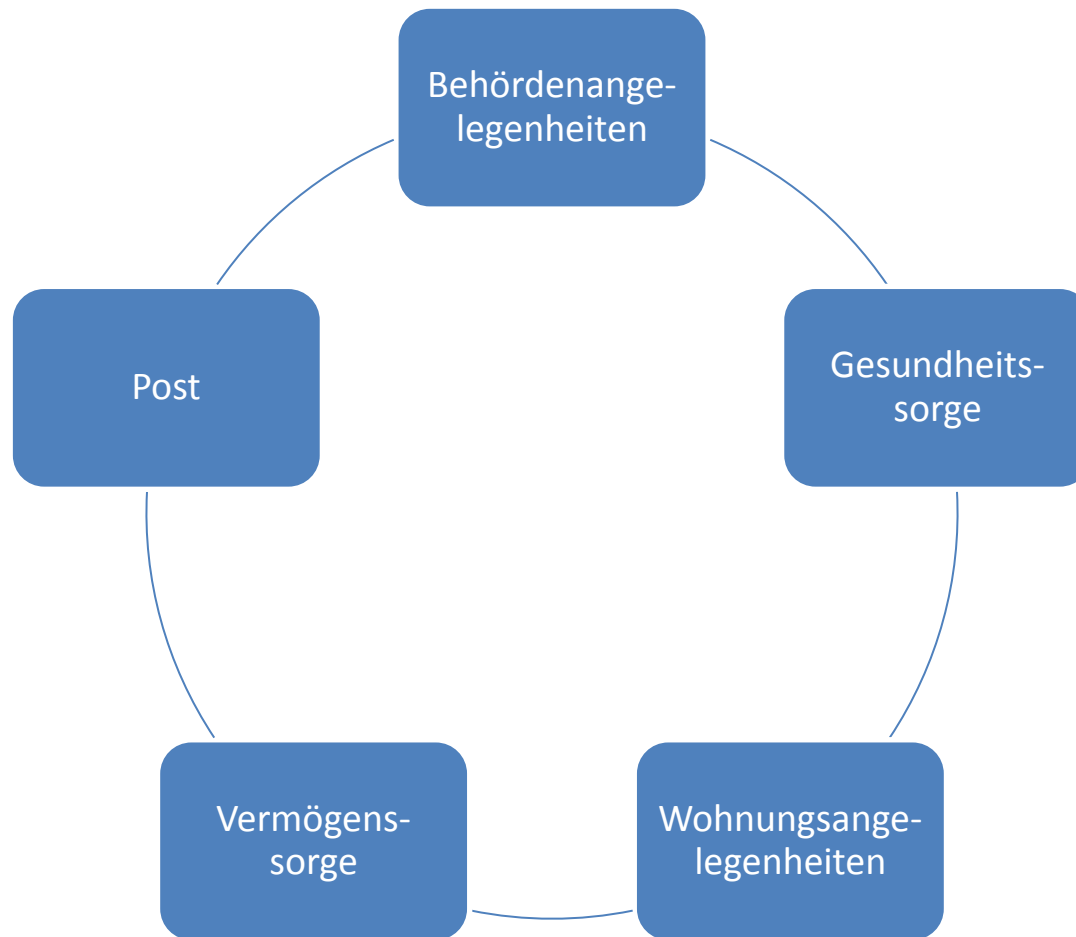 Behördenange-
legenheiten
Gesundheits-
sorge
Wohnungsange-
legenheiten
Vermögens-
sorge
Post